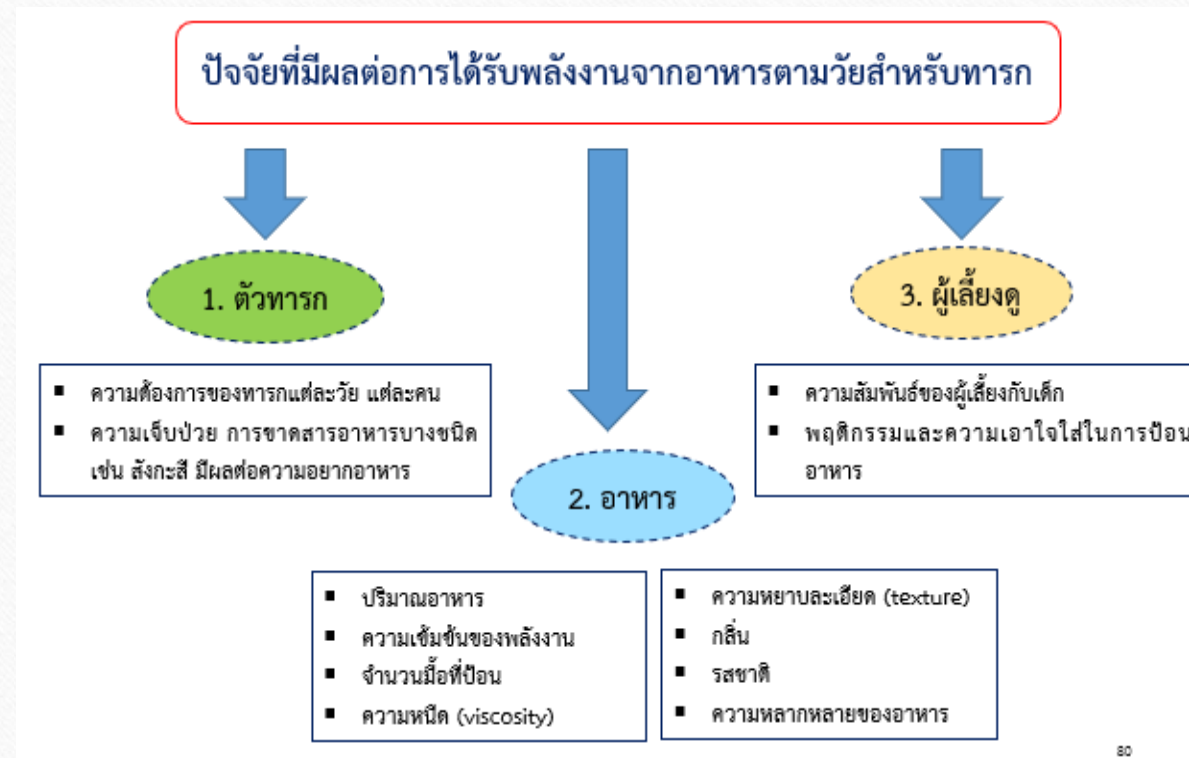 ปัจจัยที่มีผลต่อการได้รับพลังงานจากอาหารตามวัยสำหรับทารก
1. ตัวทารก
▪ ความต้องการของทารกแต่ละวัย แต่ละคน
▪ ความเจ็บป่วย การขาดสารอาหารบางชนิด
เช่น สังกะสี มีผลต่อความอยากอาหาร
3. ผู้เลี้ยงดู
▪ ความสัมพันธ์ของผู้เลี้ยงกับเด็ก
▪ พฤติกรรมและความเอาใจใส่ในการป้อน
อาหาร
2. อาหาร
▪ ปริมาณอาหาร
▪ ความเข้มข้นของพลังงาน
▪ จำนวนมื้อที่ป้อน
▪ ความหนืด (viscosity)
▪ ความหยาบละเอียด (texture)
▪ กลิ่น
▪ รสชาติ
▪ ความหลากหลายของอาหาร
80